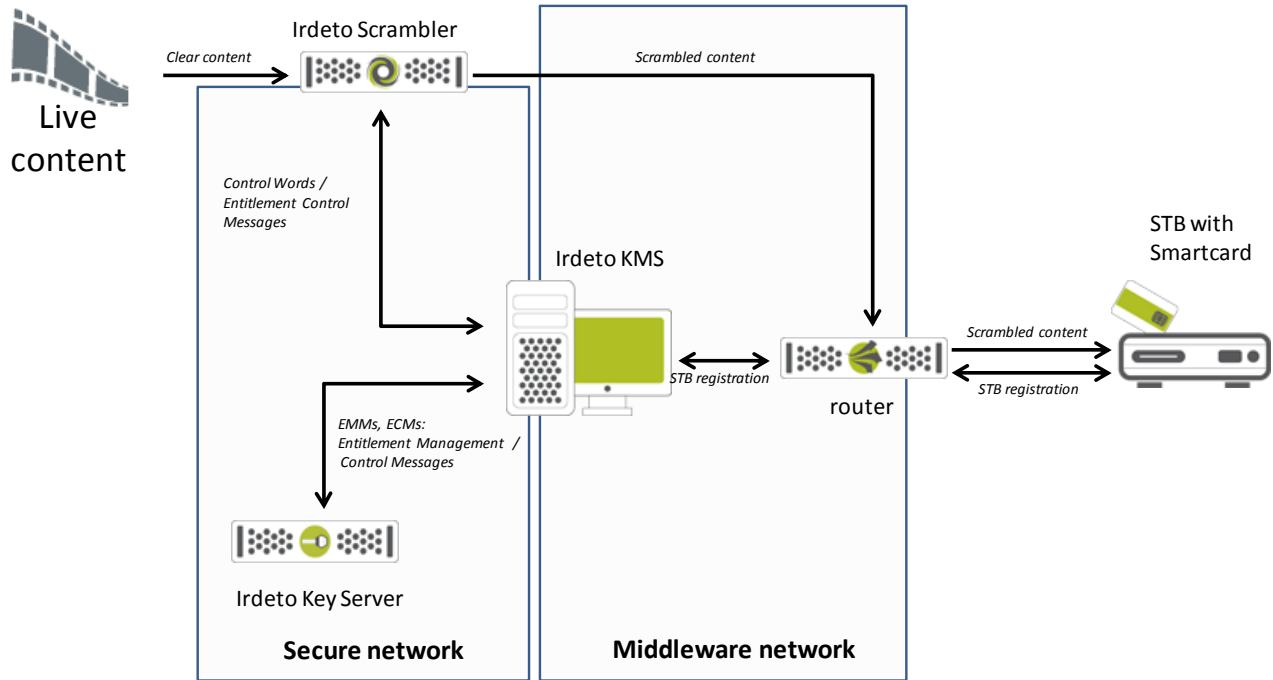 Irdeto Scrambler
Clear content
Scrambled content
Live
content
Control Words /
Entitlement Control
Messages
Irdeto KMS
STB with
Smartcard
Scrambled content
STB registration
STB registration
router
EMMs, ECMs:
Entitlement Management /
Control Messages
Irdeto Key Server
Secure network
Middleware network